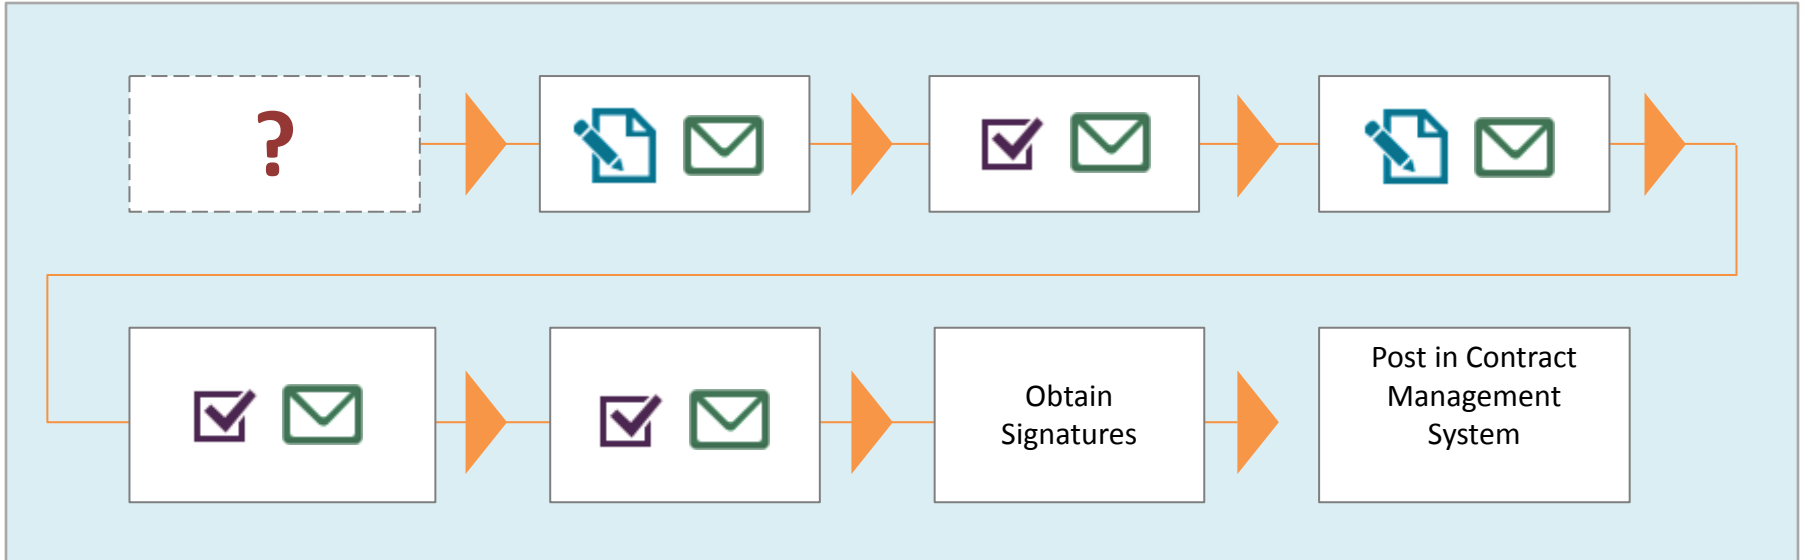 ?
Obtain
Signatures
Post in Contract
Management
System